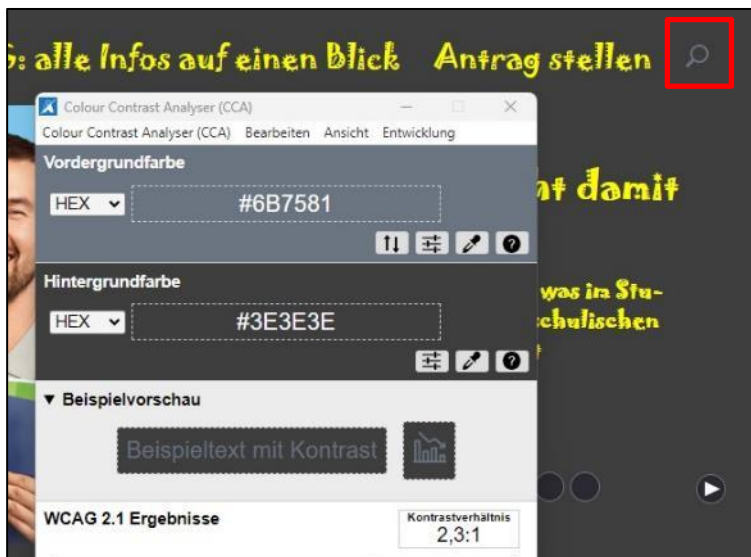 : alle Infos auf einen Blick Antrag stellen
Colour Contrast Analyser (CCA)
Colour Contrast Analyser (CCA) Bearbeiten Ansicht Entwicklung
Vordergrundfarbe
HEX #6B7581
damit
Hintergrundfarbe
HEX #3E3E3E
was im Stu-
chulischen
Beispielvorschau
Beispieltext mit Kontrast
WCAG 2.1 Ergebnisse
Kontrastverhältnis
2,3:1